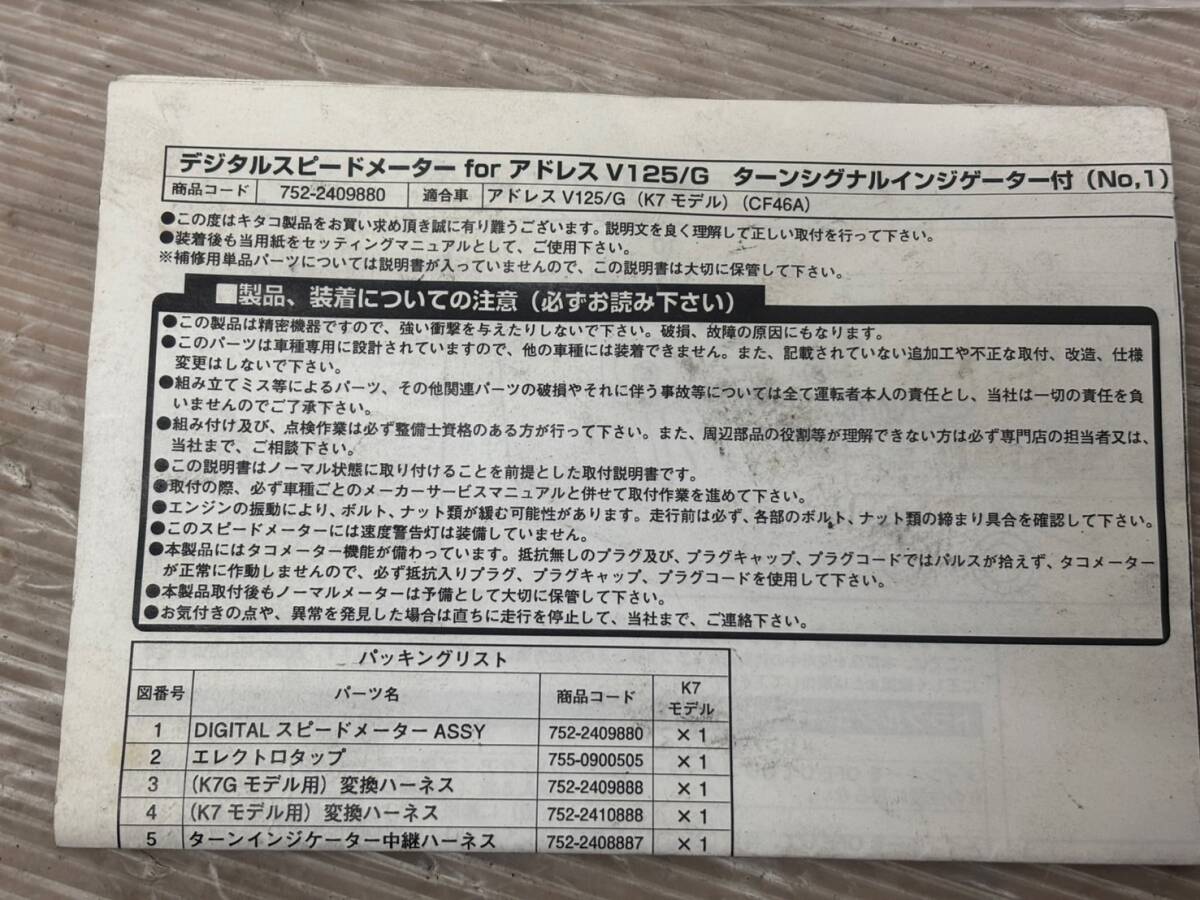 デジタルスピードメーター for アドレス V125/G ターンシグナルインジゲーター付（No,1）
商品コード 752-2409880 適合車 アドレス V125/G（K7 モデル）（CF46A）
●この度はキタコ製品をお買い求め頂き誠に有り難うございます。説明文を良く理解して正しい取付を行って下さい。
●装着後も当用紙をセッティングマニュアルとして、ご使用下さい。
※補修用単品パーツについては説明書が入っていませんので、この説明書は大切に保管して下さい。
■製品、装着についての注意（必ずお読み下さい）
●この製品は精密機器ですので、強い衝撃を与えたりしないで下さい。破損、故障の原因にもなります。
●このパーツは車種専用に設計されていますので、他の車種には装着できません。また、記載されていない追加工や不正な取付、改造、仕様
変更はしないで下さい。
●組み立てミス等によるパーツ、その他関連パーツの破損やそれに伴う事故等については全て運転者本人の責任とし、当社は一切の責任を負
いませんのでご了承下さい。
●組み付け及び、点検作業は必ず整備士資格のある方が行って下さい。また、周辺部品の役割等が理解できない方は必ず専門店の担当者又は、
当社まで、ご相談下さい。
●この説明書はノーマル状態に取り付けることを前提とした取付説明書です。
●取付の際、必ず車種ごとのメーカーサービスマニュアルと併せて取付作業を進めて下さい。
●エンジンの振動により、ボルト、ナット類が緩む可能性があります。走行前は必ず、各部のボルト、ナット類の締まり具合を確認して下さい。
●このスピードメーターには速度警告灯は装備していません。
●本製品にはタコメーター機能が備わっています。抵抗無しのプラグ及び、プラグキャップ、プラグコードではパルスが拾えず、タコメーター
が正常に作動しませんので、必ず抵抗入りプラグ、プラグキャップ、プラグコードを使用して下さい。
●本製品取付後もノーマルメーターは予備として大切に保管して下さい。
●お気付きの点や、異常を発見した場合は直ちに走行を停止して、当社まで、ご連絡下さい。
パッキングリスト
図番号 パーツ名 商品コード K7
モデル
1 DIGITAL スピードメーター ASSY 752-2409880 ×1
2 エレクトロタップ 755-0900505 ×1
3 (K7G モデル用）変換ハーネス 752-2409888 ×1
4 (K7 モデル用）変換ハーネス 752-2410888 ×1
5 ターンインジケーター中継ハーネス 752-2408887 ×1